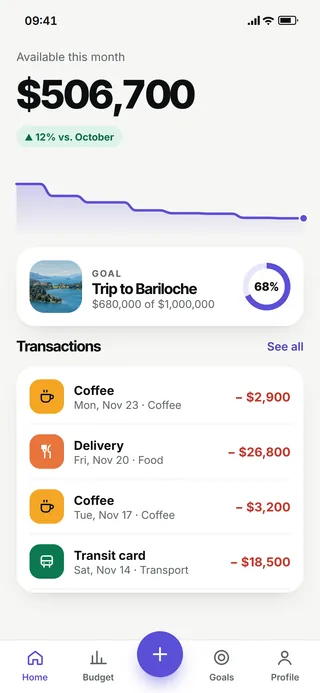 09:41
Available this month
$506,700
▲ 12% vs. October
GOAL
Trip to Bariloche
$680,000 of $1,000,000
68%
Transactions
See all
Coffee
Mon, Nov 23 · Coffee
– $2,900
Delivery
Fri, Nov 20 · Food
– $26,800
Coffee
Tue, Nov 17 · Coffee
– $3,200
Transit card
Sat, Nov 14 · Transport
– $18,500
Home
Budget
Goals
Profile